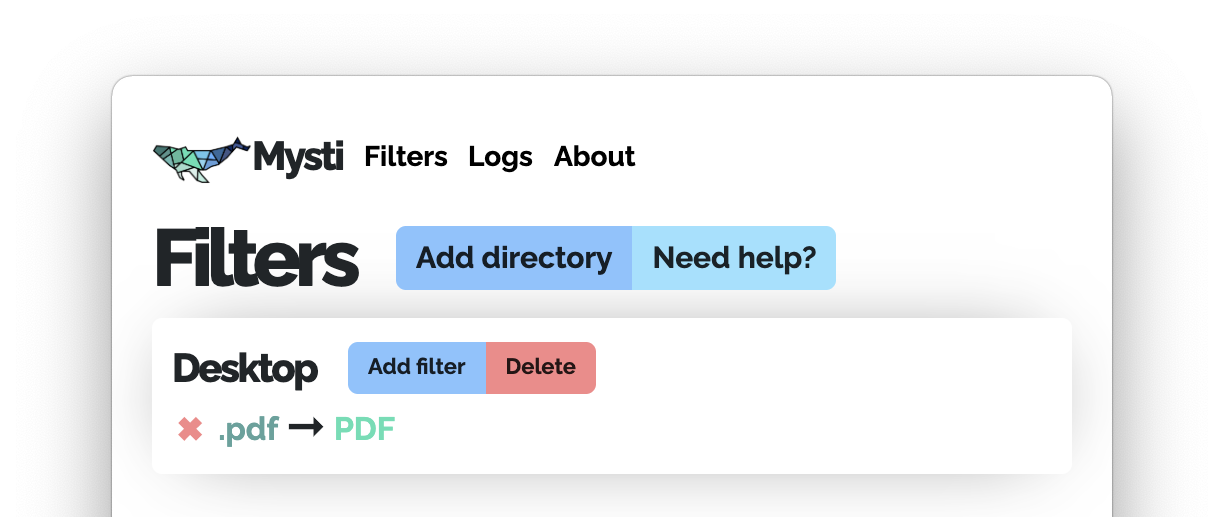 Mysti Filters Logs About
Filters Add directory Need help?
Desktop Add filter Delete
✖ .pdf → PDF